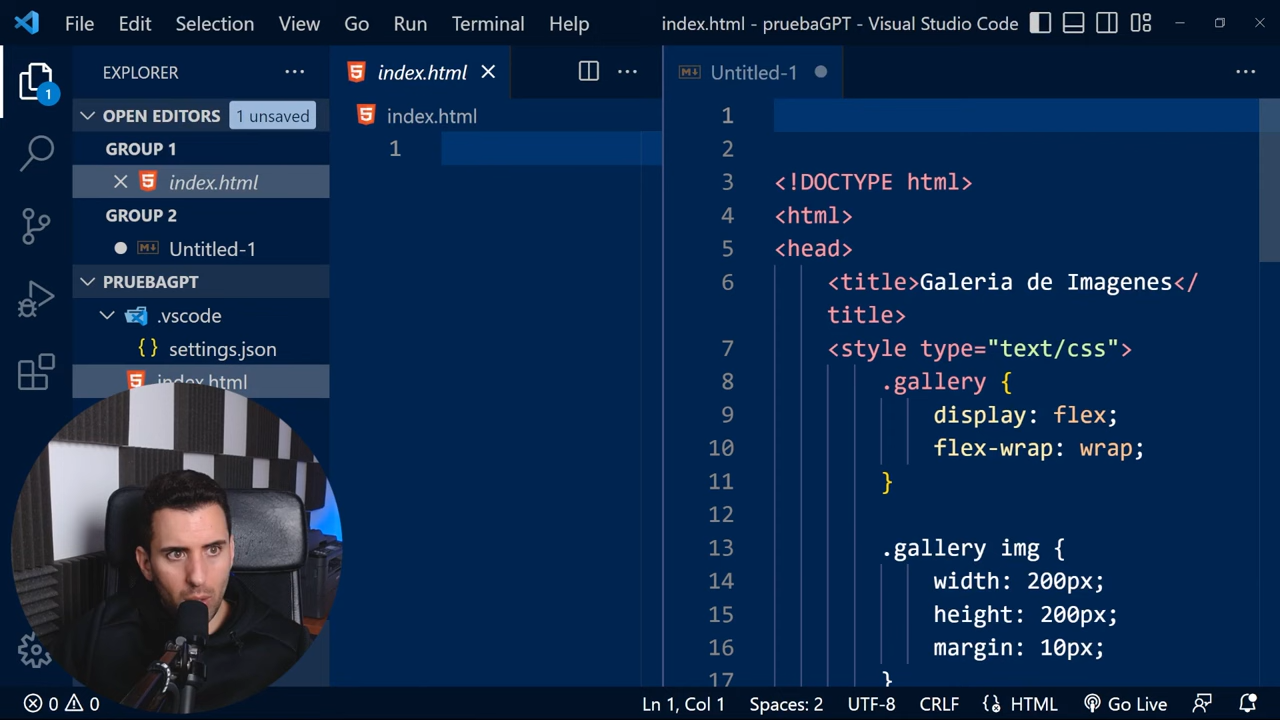 File Edit Selection View Go Run Terminal Help index.html - pruebaGPT - Visual Studio Code
EXPLORER
1
OPEN EDITORS 1 unsaved
GROUP 1
index.html
GROUP 2
Untitled-1
PRUEBAGPT
.vscode
{} settings.json
index.html
index.html
index.html
1
Untitled-1
1
2
3 <!DOCTYPE html>
4 <html>
5 <head>
6 <title>Galeria de Imagenes</
title>
7 <style type="text/css">
8 .gallery {
9 display: flex;
10 flex-wrap: wrap;
11 }
12
13 .gallery img {
14 width: 200px;
15 height: 200px;
16 margin: 10px;
17 }
0 0 Ln 1, Col 1 Spaces: 2 UTF-8 CRLF HTML Go Live